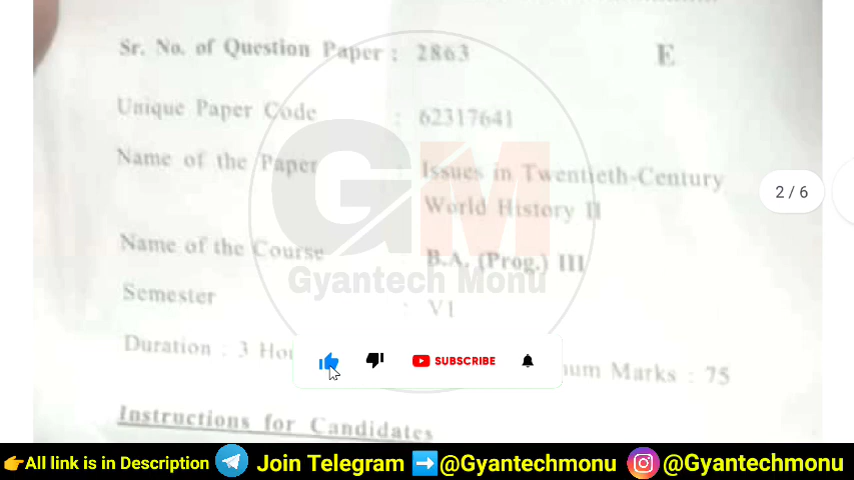 Sr. No. of Question Paper : 2863 E
Unique Paper Code : 62317641
Name of the Paper : Issues in Twentieth-Century
World History II
Name of the Course : B.A. (Prog.) III
Semester : VI
Duration : 3 Hou
num Marks : 75
Instructions for Candidates
GM
Gyantech Monu
2 / 6
SUBSCRIBE
👉All link is in Description Join Telegram ➡️@Gyantechmonu @Gyantechmonu